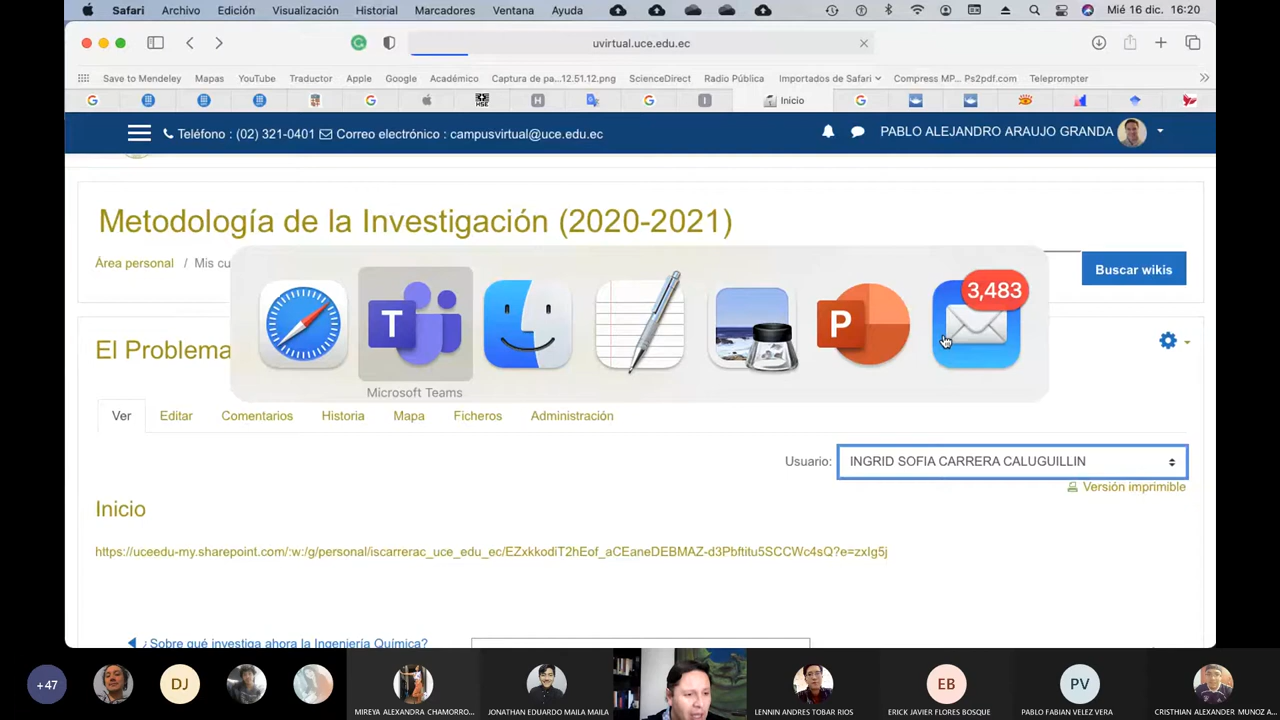 Safari Archivo Edición Visualización Historial Marcadores Ventana Ayuda Mié 16 dic. 16:20
uvirtual.uce.edu.ec
Save to Mendeley Mapas YouTube Traductor Apple Google Académico Captura de pa...12.51.12.png ScienceDirect Radio Pública Importados de Safari Compress MP... Ps2pdf.com Teleprompter
HSE H I Inicio
Teléfono : (02) 321-0401 Correo electrónico : campusvirtual@uce.edu.ec PABLO ALEJANDRO ARAUJO GRANDA
Metodología de la Investigación (2020-2021)
Área personal / Mis cu
Buscar wikis
3,483
T
P
El Problema
Microsoft Teams
Ver Editar Comentarios Historia Mapa Ficheros Administración
Usuario: INGRID SOFIA CARRERA CALUGUILLIN
Versión imprimible
Inicio
https://uceedu-my.sharepoint.com/:w:/g/personal/iscarrerac_uce_edu_ec/EZxkkodiT2hEof_aCEaneDEBMAZ-d3Pbftitu5SCCWc4sQ?e=zxIg5j
¿Sobre qué investiga ahora la Ingeniería Química?
+47 DJ EB PV
MIREYA ALEXANDRA CHAMORRO... JONATHAN EDUARDO MAILA MAILA LENNIN ANDRES TOBAR RIOS ERICK JAVIER FLORES BOSQUE PABLO FABIAN VELEZ VERA CRISTHIAN ALEXANDER MUNOZ A...